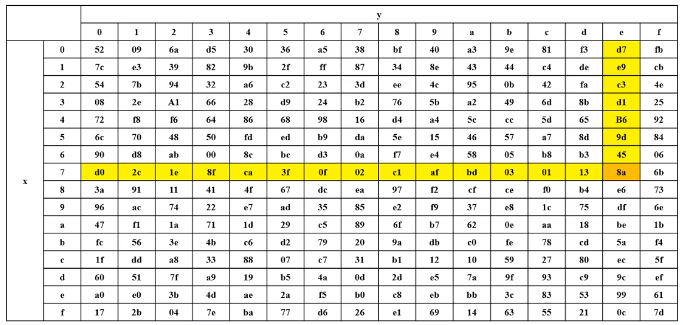 y
0 1 2 3 4 5 6 7 8 9 a b c d e f
0 52 09 6a d5 30 36 a5 38 bf 40 a3 9e 81 f3 d7 fb
1 7c e3 39 82 9b 2f ff 87 34 8e 43 44 c4 de e9 cb
2 54 7b 94 32 a6 c2 23 3d ee 4c 95 0b 42 fa c3 4e
3 08 2e A1 66 28 d9 24 b2 76 5b a2 49 6d 8b d1 25
4 72 f8 f6 64 86 68 98 16 d4 a4 5c cc 5d 65 B6 92
5 6c 70 48 50 fd ed b9 da 5e 15 46 57 a7 8d 9d 84
6 90 d8 ab 00 8c bc d3 0a f7 e4 58 05 b8 b3 45 06
x 7 d0 2c 1e 8f ca 3f 0f 02 c1 af bd 03 01 13 8a 6b
8 3a 91 11 41 4f 67 dc ea 97 f2 cf ce f0 b4 e6 73
9 96 ac 74 22 e7 ad 35 85 e2 f9 37 e8 1c 75 df 6e
a 47 f1 1a 71 1d 29 c5 89 6f b7 62 0e aa 18 be 1b
b fc 56 3e 4b c6 d2 79 20 9a db c0 fe 78 cd 5a f4
c 1f dd a8 33 88 07 c7 31 b1 12 10 59 27 80 ec 5f
d 60 51 7f a9 19 b5 4a 0d 2d e5 7a 9f 93 c9 9c ef
e a0 e0 3b 4d ae 2a f5 b0 c8 eb bb 3c 83 53 99 61
f 17 2b 04 7e ba 77 d6 26 e1 69 14 63 55 21 0c 7d